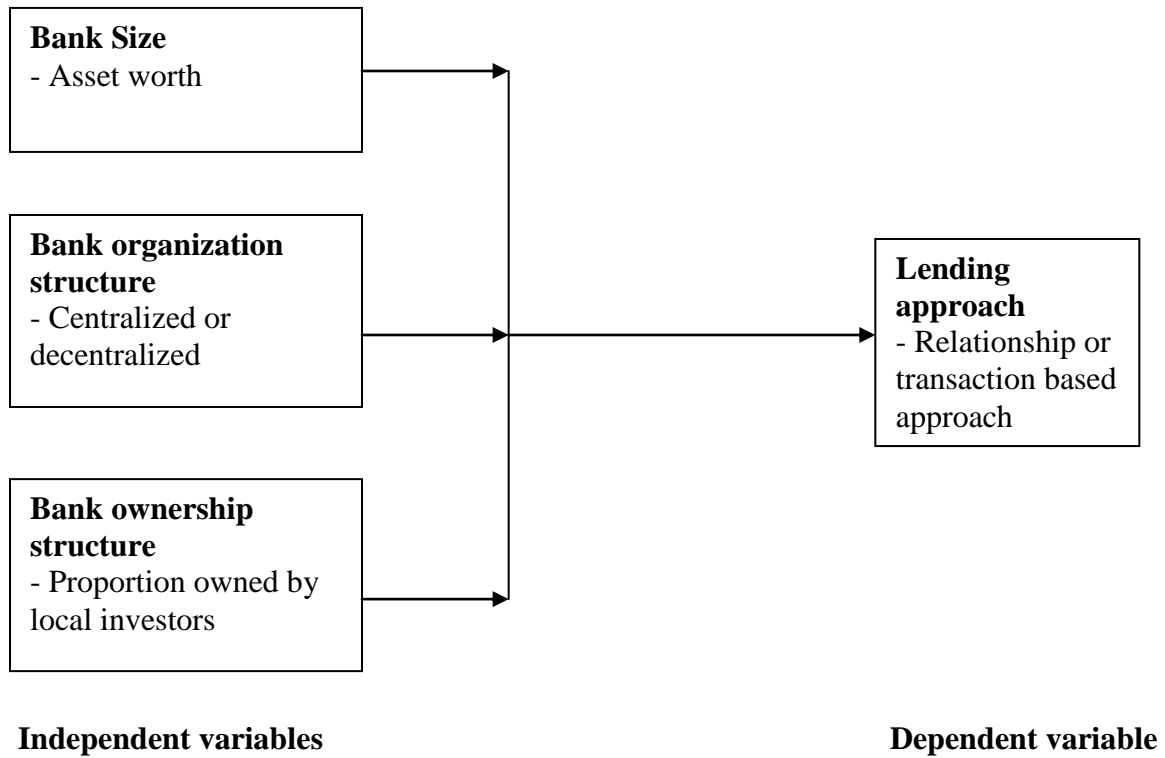 Bank Size
- Asset worth
Bank organization
structure
- Centralized or
decentralized
Lending
approach
- Relationship or
transaction based
approach
Bank ownership
structure
- Proportion owned by
local investors
Independent variables
Dependent variable